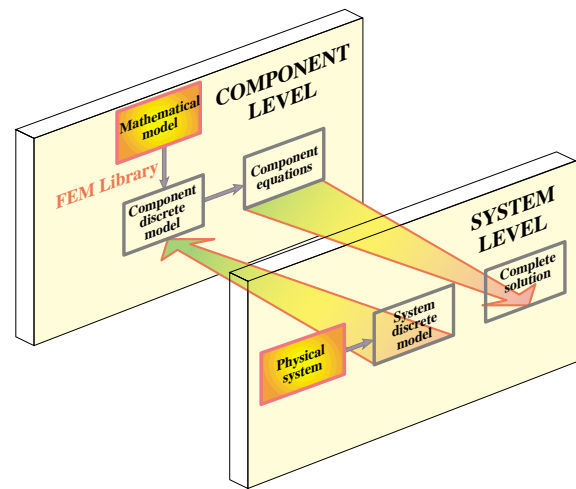 COMPONENT
LEVEL
Mathematical
model
FEM Library
Component
discrete
model
Component
equations
SYSTEM
LEVEL
Complete
solution
System
discrete
model
Physical
system